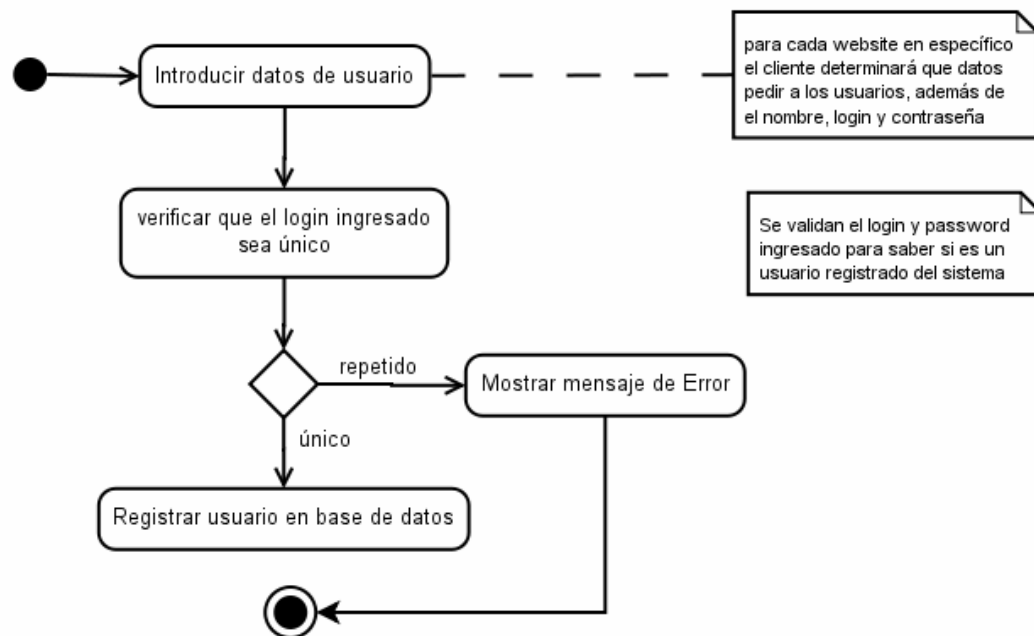 Introducir datos de usuario
para cada website en específico
el cliente determinará que datos
pedir a los usuarios, además de
el nombre, login y contraseña
verificar que el login ingresado
sea único
Se validan el login y password
ingresado para saber si es un
usuario registrado del sistema
repetido
Mostrar mensaje de Error
único
Registrar usuario en base de datos